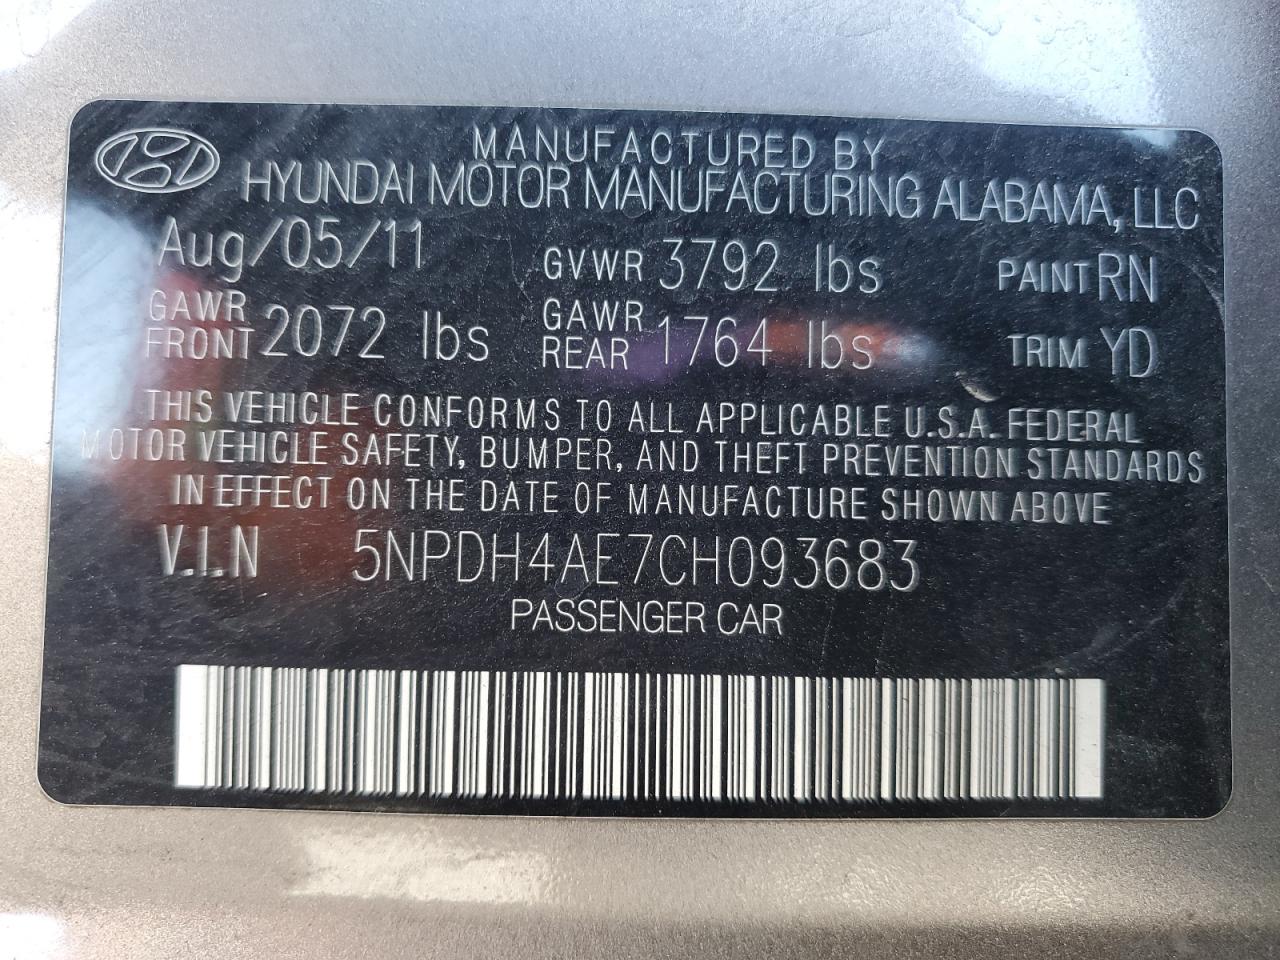 MANUFACTURED BY
HYUNDAI MOTOR MANUFACTURING ALABAMA, LLC
Aug/05/11 GVWR 3792 lbs PAINT RN
GAWR FRONT 2072 lbs GAWR REAR 1764 lbs TRIM YD
THIS VEHICLE CONFORMS TO ALL APPLICABLE U.S.A. FEDERAL
MOTOR VEHICLE SAFETY, BUMPER, AND THEFT PREVENTION STANDARDS
IN EFFECT ON THE DATE OF MANUFACTURE SHOWN ABOVE
V.I.N 5NPDH4AE7CH093683
PASSENGER CAR